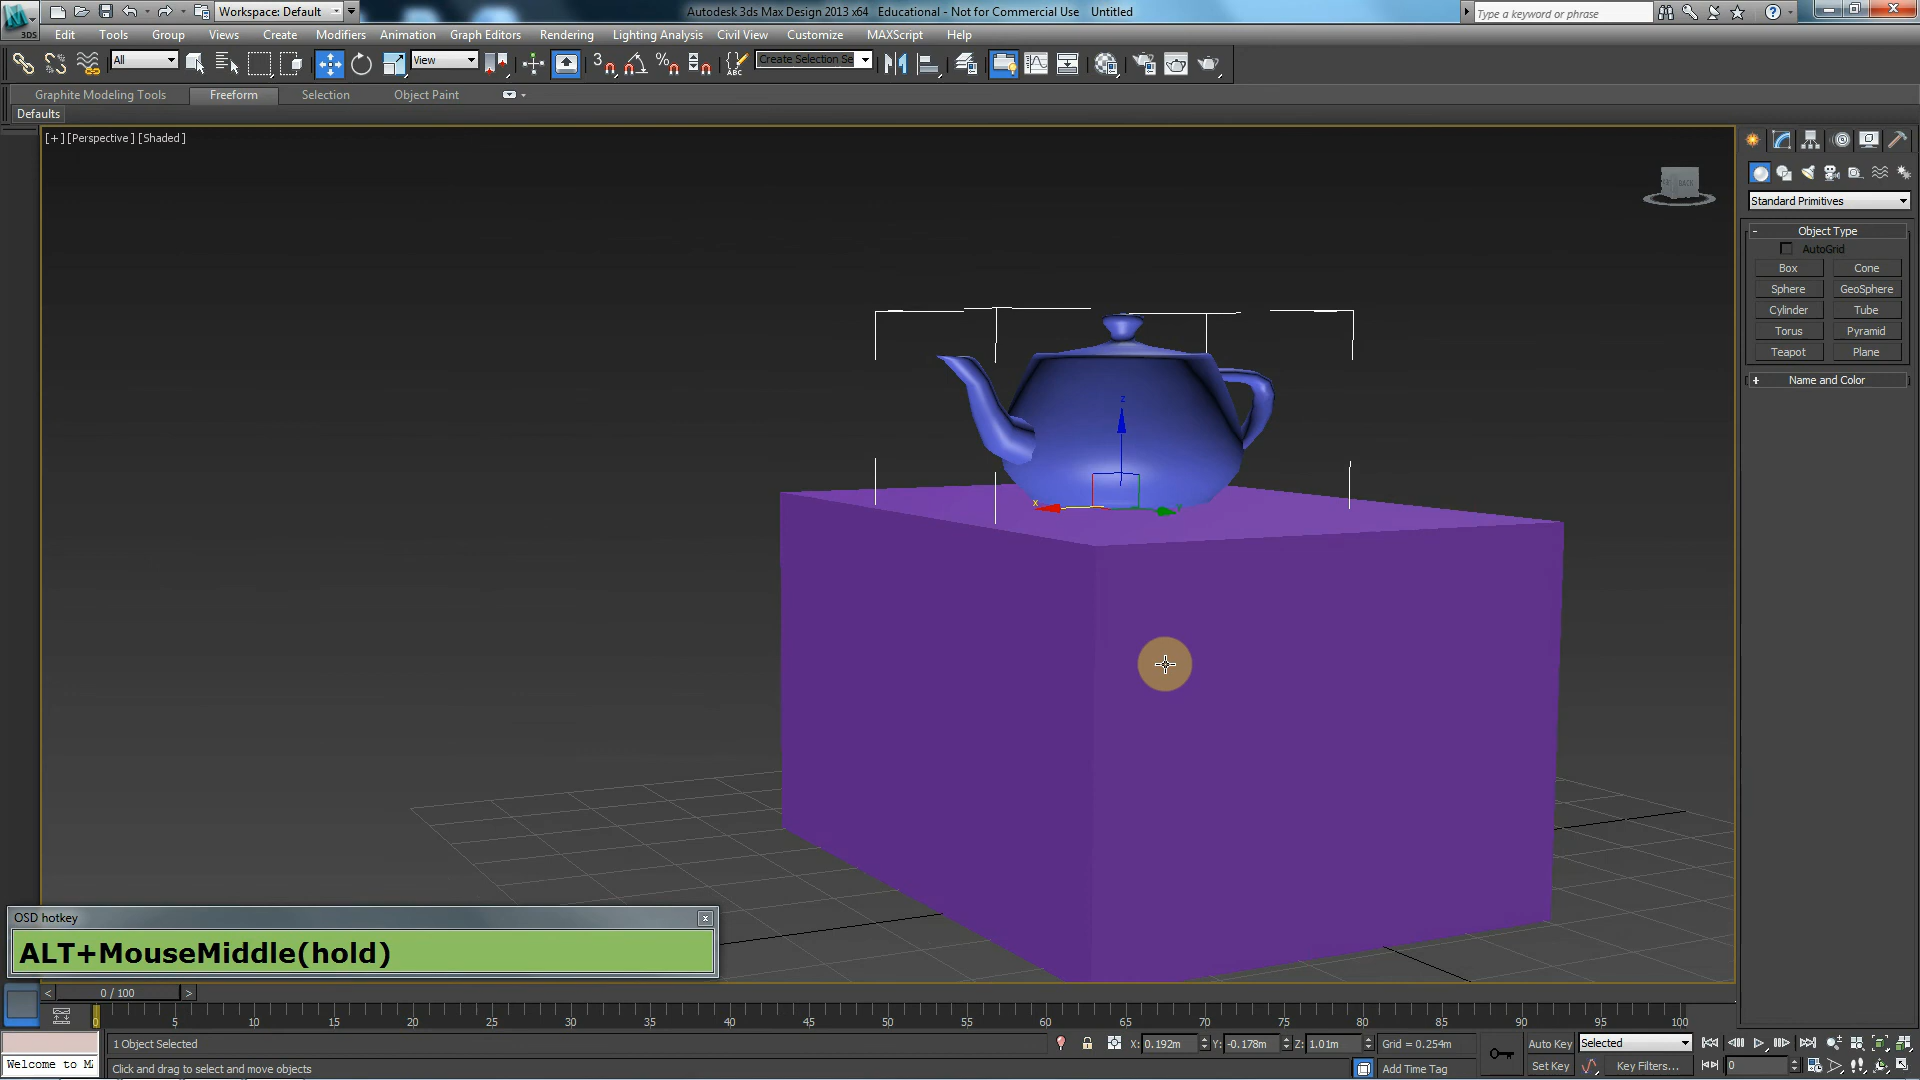 Workspace: Default
Autodesk 3ds Max Design 2013 x64 Educational - Not for Commercial Use Untitled
Type a keyword or phrase
3DS
Edit Tools Group Views Create Modifiers Animation Graph Editors Rendering Lighting Analysis Civil View Customize MAXScript Help
All
View
3
%
ABC
Create Selection Se
Graphite Modeling Tools Freeform Selection Object Paint
Defaults
[+][Perspective][Shaded]
BACK
Standard Primitives
- Object Type
AutoGrid
Box Cone
Sphere GeoSphere
Cylinder Tube
Torus Pyramid
Teapot Plane
+ Name and Color
z
x
OSD hotkey
x
ALT+MouseMiddle(hold)
< 0 / 100 >
0 5 10 15 20 25 30 35 40 45 50 55 60 65 70 75 80 85 90 95 100
1 Object Selected
X: 0.192m Y: -0.178m Z: 1.01m Grid = 0.254m
Auto Key Selected
Welcome to M
Click and drag to select and move objects
Add Time Tag
Set Key Key Filters...
0